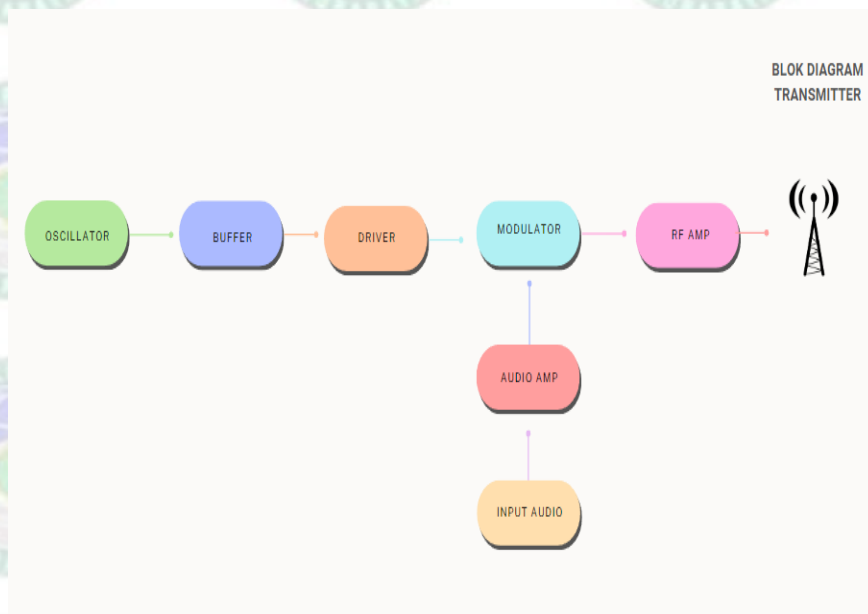 BLOK DIAGRAM
TRANSMITTER
OSCILLATOR
BUFFER
DRIVER
MODULATOR
RF AMP
AUDIO AMP
INPUT AUDIO